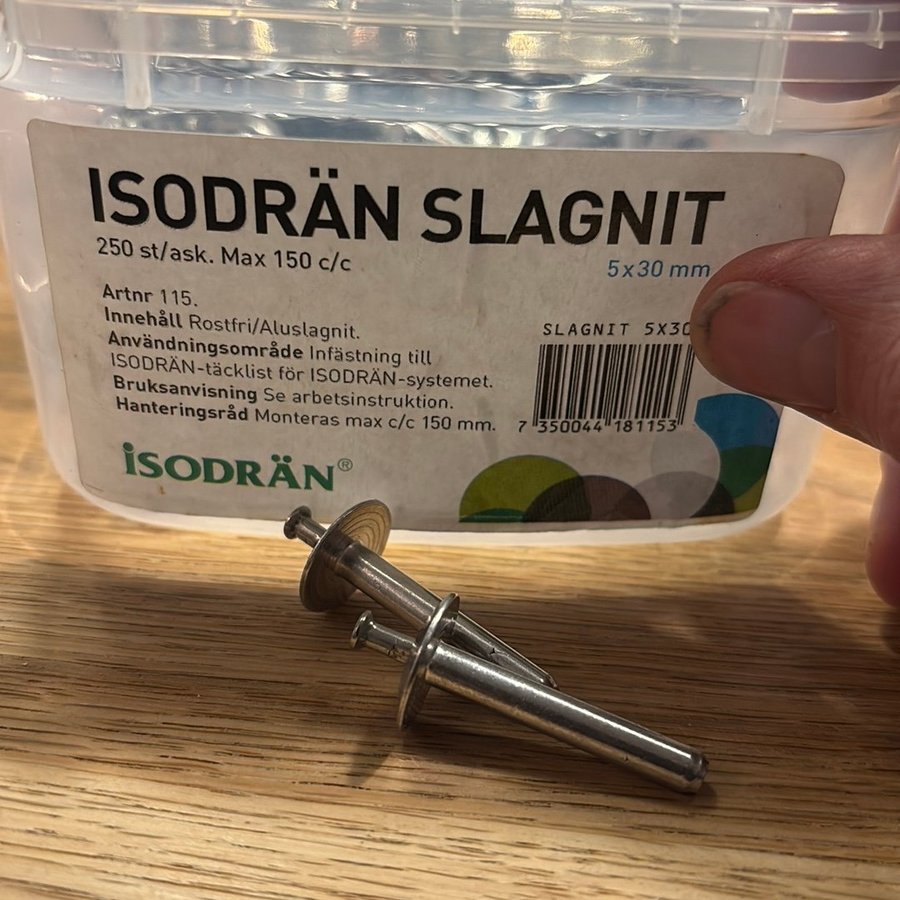 ISODRÄN SLAGNIT
250 st/ask. Max 150 c/c
5x30 mm
Artnr 115.
Innehåll Rostfri/Aluslagnit.
Användningsområde Infästning till
ISODRÄN-täcklist för ISODRÄN-systemet.
Bruksanvisning Se arbetsinstruktion.
Hanteringsråd Monteras max c/c 150 mm.
SLAGNIT 5X30
7 350044 181153
iSODRÄN®